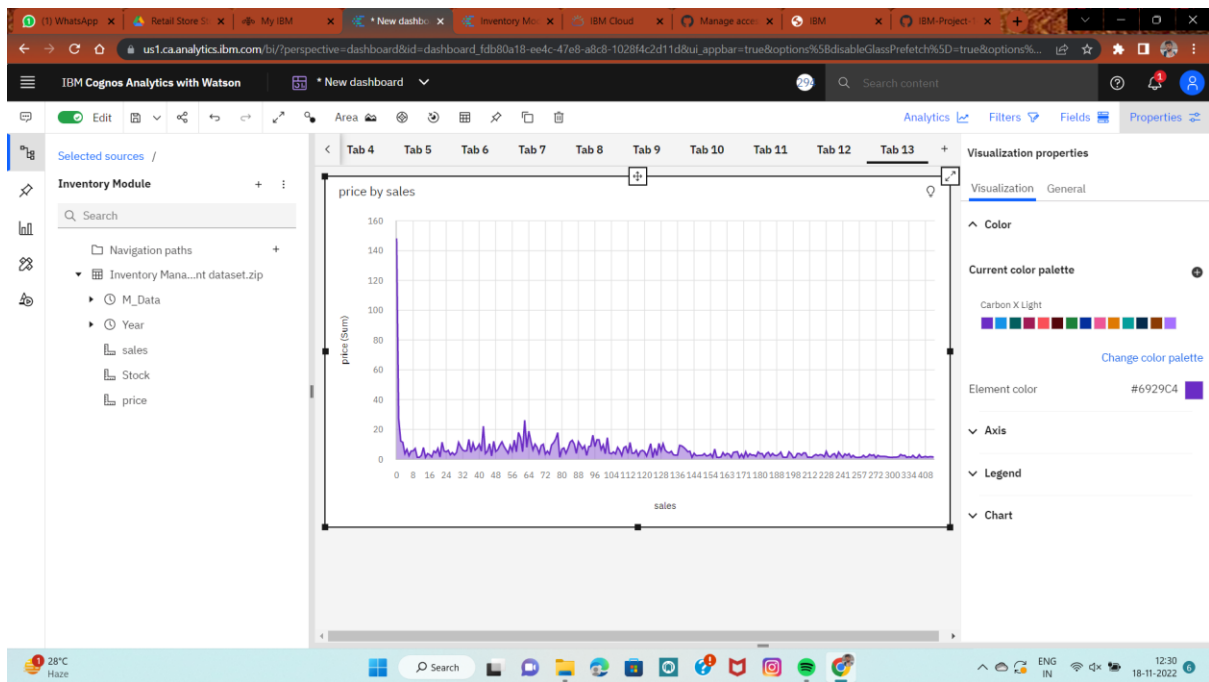 (1) WhatsApp
Retail Store S
My IBM
* New dashbo
Inventory Mo
IBM Cloud
Manage acce
IBM
IBM-Project-
us1.ca.analytics.ibm.com/bi/?perspective=dashboard&id=dashboard_fdb80a18-ee4c-47e8-a8c8-1028f4c2d11d&ui_appbar=true&options%5BdisableGlassPrefetch%5D=true&options%...
IBM Cognos Analytics with Watson
* New dashboard
294
Search content
1
Edit
Area
Analytics
Filters
Fields
Properties
Selected sources /
Inventory Module
Search
Navigation paths
Inventory Mana...nt dataset.zip
M_Data
Year
sales
Stock
price
Tab 4 Tab 5 Tab 6 Tab 7 Tab 8 Tab 9 Tab 10 Tab 11 Tab 12 Tab 13
price by sales
price (Sum)
160
140
120
100
80
60
40
20
0
0 8 16 24 32 40 48 56 64 72 80 88 96 104 112 120 128 136 144 154 163 171 180 188 198 212 228 241 257 272 300 334 408
sales
Visualization properties
Visualization General
Color
Current color palette
Carbon X Light
Change color palette
Element color #6929C4
Axis
Legend
Chart
1
28°C
Haze
Search
ENG
IN
12:30
18-11-2022
6